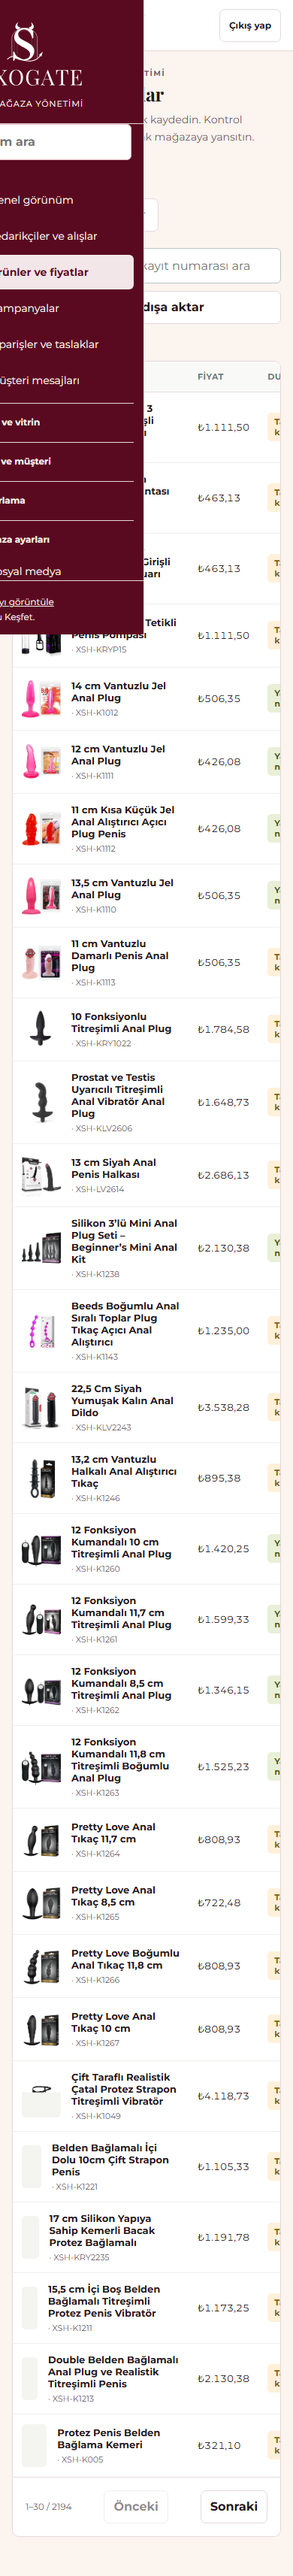 XOGATE
AĞAZA YÖNETİMİ
TİMİ
Çıkış yap
ar
k kaydedin. Kontrol
ak mağazaya yansıtın.
m ara
enel görünüm
edarikçiler ve alışlar
rünler ve fiyatlar
ampanyalar
parişler ve taslaklar
üşteri mesajları
ve vitrin
ve müşteri
rlama
za ayarları
syal medya
yı görüntüle
Keşfet.
kayıt numarası ara
dışa aktar
FİYAT
DU
3
şli
₺1.111,50
a
ntası
₺463,13
Girişli
uarı
₺463,13
Tetikli
Penis Pompası
· XSH-KRYP15
₺1.111,50
14 cm Vantuzlu Jel
Anal Plug
· XSH-K1012
₺506,35
12 cm Vantuzlu Jel
Anal Plug
· XSH-K1111
₺426,08
11 cm Kısa Küçük Jel
Anal Alıştırıcı Açıcı
Plug Penis
· XSH-K1112
₺426,08
13,5 cm Vantuzlu Jel
Anal Plug
· XSH-K1110
₺506,35
11 cm Vantuzlu
Damarlı Penis Anal
Plug
· XSH-K1113
₺506,35
10 Fonksiyonlu
Titreşimli Anal Plug
· XSH-KRY1022
₺1.784,58
Prostat ve Testis
Uyarıcılı Titreşimli
Anal Vibratör Anal
Plug
· XSH-KLV2606
₺1.648,73
13 cm Siyah Anal
Penis Halkası
· XSH-LV2614
₺2.686,13
Silikon 3’lü Mini Anal
Plug Seti –
Beginner’s Mini Anal
Kit
· XSH-K1238
₺2.130,38
Beeds Boğumlu Anal
Sıralı Toplar Plug
Tıkaç Açıcı Anal
Alıştırıcı
· XSH-K1143
₺1.235,00
22,5 Cm Siyah
Yumuşak Kalın Anal
Dildo
· XSH-KLV2243
₺3.538,28
13,2 cm Vantuzlu
Halkalı Anal Alıştırıcı
Tıkaç
· XSH-K1246
₺895,38
12 Fonksiyon
Kumandalı 10 cm
Titreşimli Anal Plug
· XSH-K1260
₺1.420,25
12 Fonksiyon
Kumandalı 11,7 cm
Titreşimli Anal Plug
· XSH-K1261
₺1.599,33
12 Fonksiyon
Kumandalı 8,5 cm
Titreşimli Anal Plug
· XSH-K1262
₺1.346,15
12 Fonksiyon
Kumandalı 11,8 cm
Titreşimli Boğumlu
Anal Plug
· XSH-K1263
₺1.525,23
Pretty Love Anal
Tıkaç 11,7 cm
· XSH-K1264
₺808,93
Pretty Love Anal
Tıkaç 8,5 cm
· XSH-K1265
₺722,48
Pretty Love Boğumlu
Anal Tıkaç 11,8 cm
· XSH-K1266
₺808,93
Pretty Love Anal
Tıkaç 10 cm
· XSH-K1267
₺808,93
Çift Taraflı Realistik
Çatal Protez Strapon
Titreşimli Vibratör
· XSH-K1049
₺4.118,73
Belden Bağlamalı İçi
Dolu 10cm Çift Strapon
Penis
· XSH-K1221
₺1.105,33
17 cm Silikon Yapıya
Sahip Kemerli Bacak
Protez Bağlamalı
· XSH-KRY2235
₺1.191,78
15,5 cm İçi Boş Belden
Bağlamalı Titreşimli
Protez Penis Vibratör
· XSH-K1211
₺1.173,25
Double Belden Bağlamalı
Anal Plug ve Realistik
Titreşimli Penis
· XSH-K1213
₺2.130,38
Protez Penis Belden
Bağlama Kemeri
· XSH-K005
₺321,10
1–30 / 2194
Önceki
Sonraki